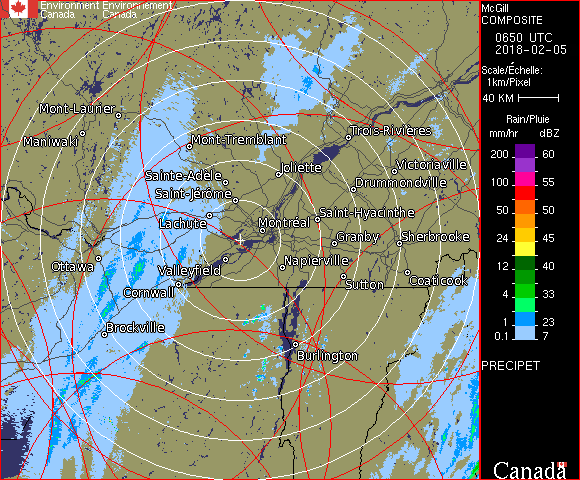 Environment Environnement
Canada Canada
McGill
COMPOSITE
0650 UTC
2018-02-05
Scale/Échelle:
1km/Pixel
40 KM
Rain/Pluie
mm/hr dBZ
200 60
150 57
100 55
50 50
24 45
12 40
4 33
1 23
0.1 7
PRECIPET
Canada
Mont-Laurier
Maniwaki
Mont-Tremblant
Trois-Rivières
Sainte-Adèle
Joliette
Victoriaville
Saint-Jérôme
Drummondville
Lachute
Montréal
Saint-Hyacinthe
Granby
Sherbrooke
Ottawa
Valleyfield
Napierville
Cornwall
Sutton
Coaticook
Brockville
Burlington